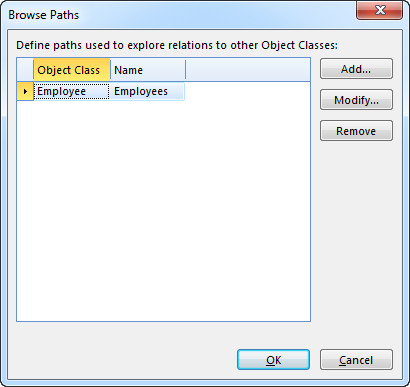 Browse Paths
Define paths used to explore relations to other Object Classes:
Object Class Name
Employee Employees
Add...
Modify...
Remove
OK
Cancel